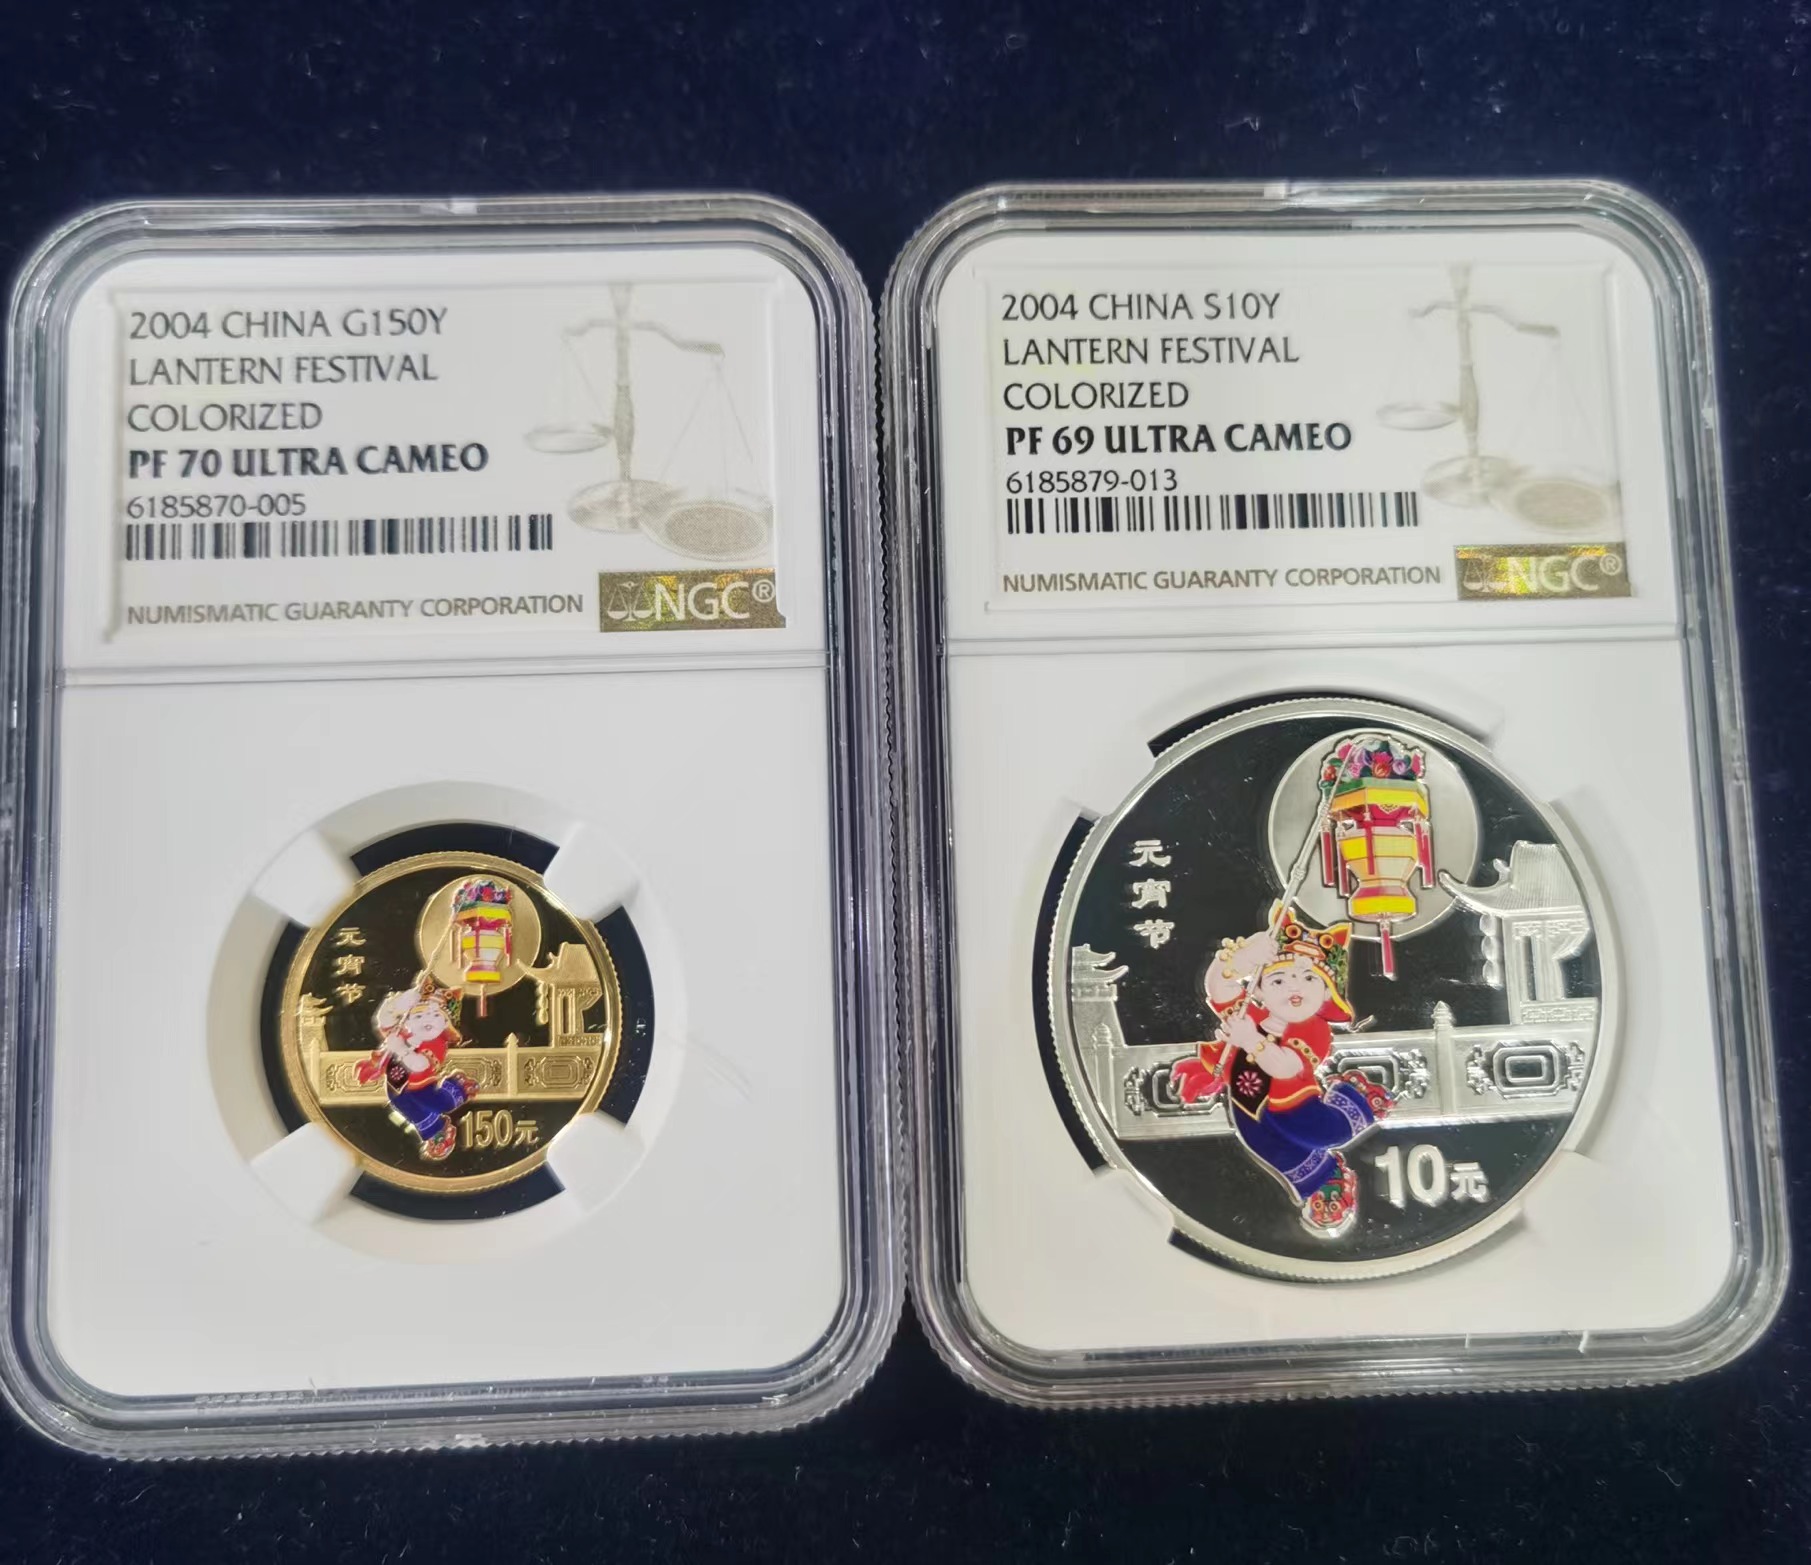 2004 CHINA G150Y
LANTERN FESTIVAL
COLORIZED
PF 70 ULTRA CAMEO
6185870-005
NUMISMATIC GUARANTY CORPORATION NGC®
元宵节
150元
2004 CHINA S10Y
LANTERN FESTIVAL
COLORIZED
PF 69 ULTRA CAMEO
6185879-013
NUMISMATIC GUARANTY CORPORATION NGC®
元宵节
10元